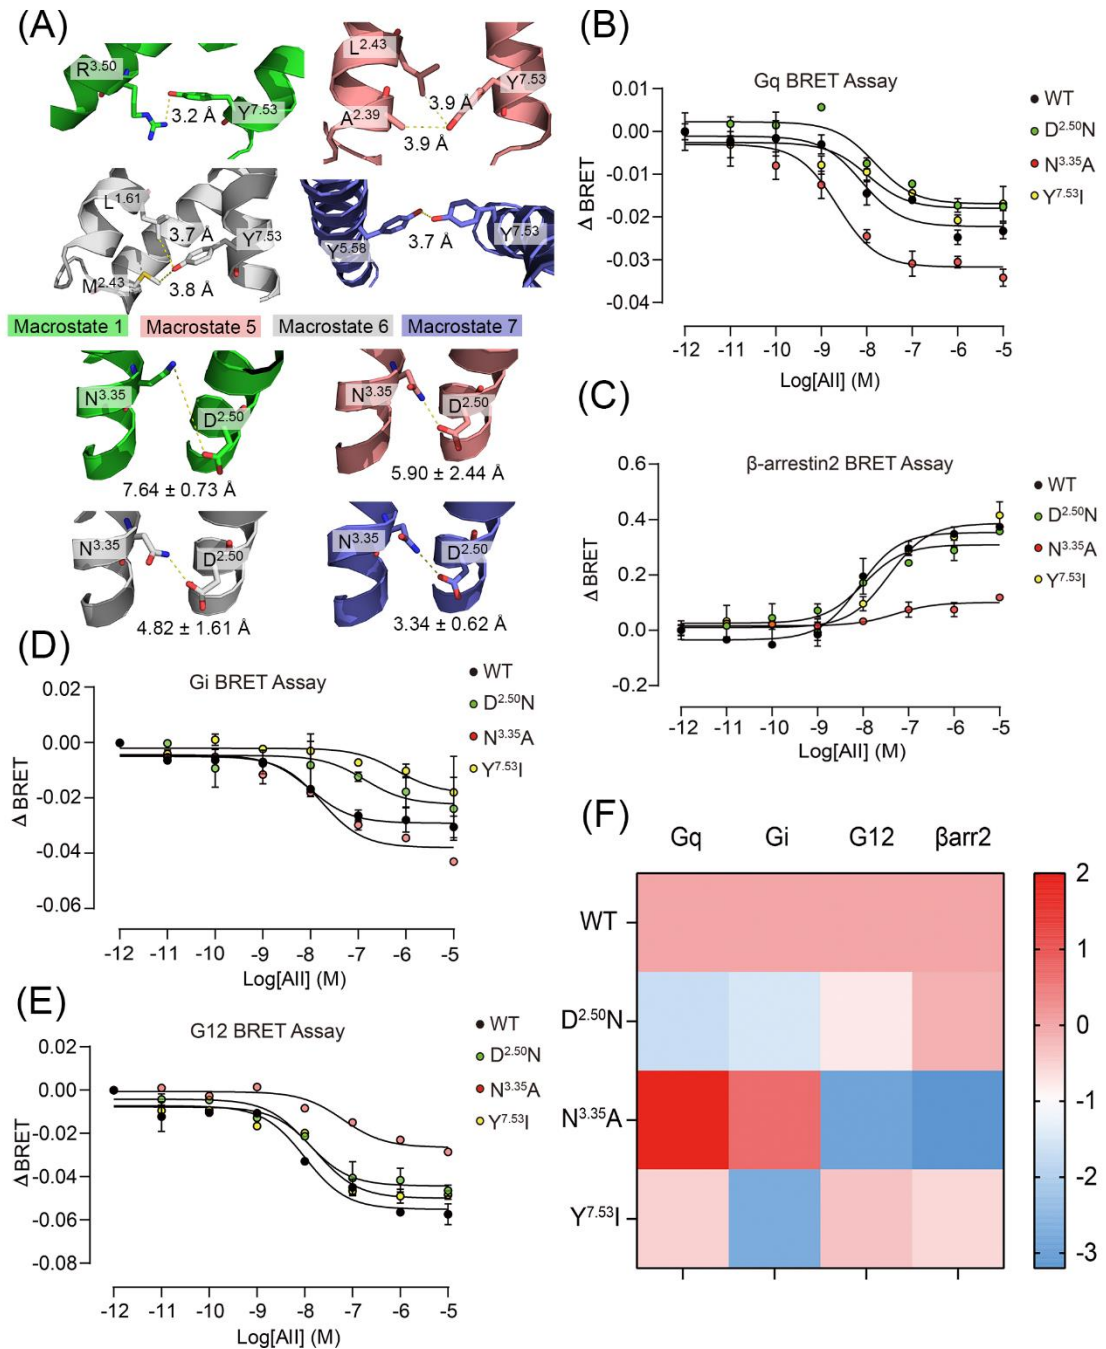 (A)
R3.50
3.2 Å
Y7.53
L2.43
Y7.53
3.9 Å
A2.39
3.9 Å
L1.61
3.7 Å
Y7.53
M2.43
3.8 Å
Y5.58
3.7 Å
Y7.53
Macrostate 1
Macrostate 5
Macrostate 6
Macrostate 7
N3.35
D2.50
7.64 ± 0.73 Å
N3.35
D2.50
5.90 ± 2.44 Å
N3.35
D2.50
4.82 ± 1.61 Å
N3.35
D2.50
3.34 ± 0.62 Å
(B)
Gq BRET Assay
WT
D2.50N
N3.35A
Y7.53I
Δ BRET
0.01
0.00
-0.01
-0.02
-0.03
-0.04
-12 -11 -10 -9 -8 -7 -6 -5
Log[AII] (M)
(C)
β-arrestin2 BRET Assay
WT
D2.50N
N3.35A
Y7.53I
Δ BRET
0.6
0.4
0.2
0.0
-0.2
-12 -11 -10 -9 -8 -7 -6 -5
Log[AII] (M)
(D)
Gi BRET Assay
WT
D2.50N
N3.35A
Y7.53I
Δ BRET
0.02
0.00
-0.02
-0.04
-0.06
-12 -11 -10 -9 -8 -7 -6 -5
Log[AII] (M)
(E)
G12 BRET Assay
WT
D2.50N
N3.35A
Y7.53I
ΔBRET
0.02
0.00
-0.02
-0.04
-0.06
-0.08
-12 -11 -10 -9 -8 -7 -6 -5
Log[AII] (M)
(F)
Gq Gi G12 βarr2
WT
D2.50N
N3.35A
Y7.53I
2
1
0
-1
-2
-3